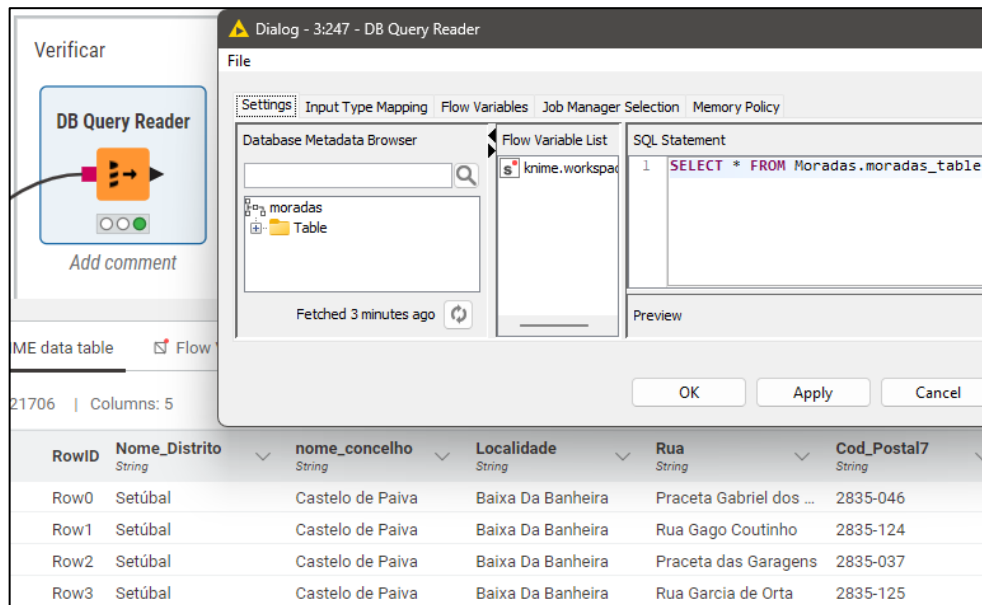 Verificar
DB Query Reader
Add comment
Dialog - 3:247 - DB Query Reader
File
Settings Input Type Mapping Flow Variables Job Manager Selection Memory Policy
Database Metadata Browser
moradas
Table
Fetched 3 minutes ago
Flow Variable List
s knime.workspac
SQL Statement
1 SELECT * FROM Moradas.moradas_table
Preview
OK Apply Cancel
IME data table Flow
21706 | Columns: 5
RowID Nome_Distrito nome_concelho Localidade Rua Cod_Postal7
String String String String String
Row0 Setúbal Castelo de Paiva Baixa Da Banheira Praceta Gabriel dos ... 2835-046
Row1 Setúbal Castelo de Paiva Baixa Da Banheira Rua Gago Coutinho 2835-124
Row2 Setúbal Castelo de Paiva Baixa Da Banheira Praceta das Garagens 2835-037
Row3 Setúbal Castelo de Paiva Baixa Da Banheira Rua Garcia de Orta 2835-125